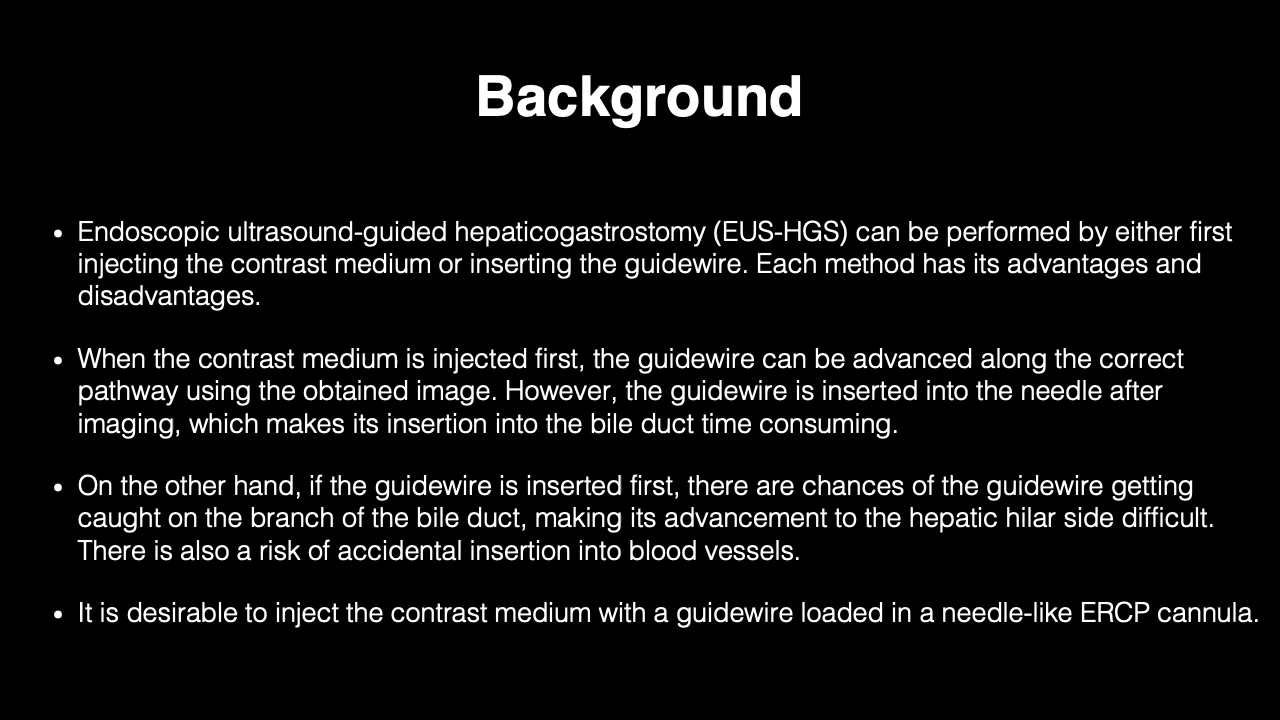 Background
• Endoscopic ultrasound-guided hepaticogastrostomy (EUS-HGS) can be performed by either first
injecting the contrast medium or inserting the guidewire. Each method has its advantages and
disadvantages.
• When the contrast medium is injected first, the guidewire can be advanced along the correct
pathway using the obtained image. However, the guidewire is inserted into the needle after
imaging, which makes its insertion into the bile duct time consuming.
• On the other hand, if the guidewire is inserted first, there are chances of the guidewire getting
caught on the branch of the bile duct, making its advancement to the hepatic hilar side difficult.
There is also a risk of accidental insertion into blood vessels.
• It is desirable to inject the contrast medium with a guidewire loaded in a needle-like ERCP cannula.